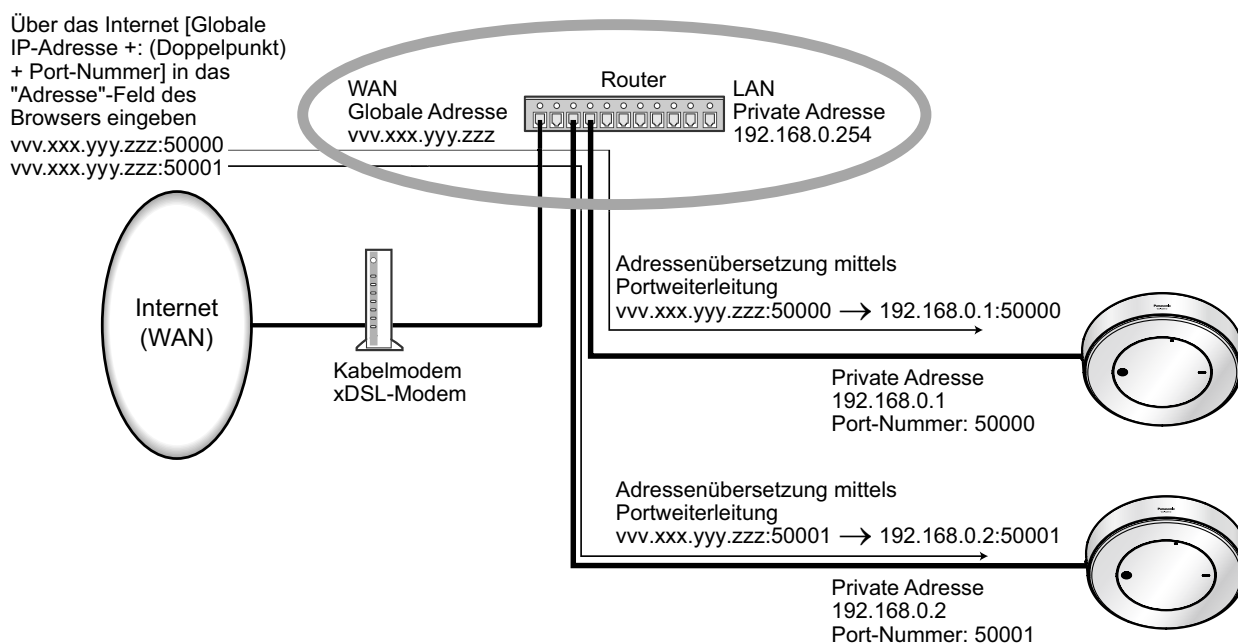 Über das Internet [Globale
IP-Adresse +: (Doppelpunkt)
+ Port-Nummer] in das
"Adresse"-Feld des
Browsers eingeben
vvv.xxx.yyy.zzz:50000
vvv.xxx.yyy.zzz:50001
WAN
Globale Adresse
vvv.xxx.yyy.zzz
Router
LAN
Private Adresse
192.168.0.254
Internet
(WAN)
Kabelmodem
xDSL-Modem
Adressenübersetzung mittels
Portweiterleitung
vvv.xxx.yyy.zzz:50000 → 192.168.0.1:50000
Panasonic
Private Adresse
192.168.0.1
Port-Nummer: 50000
Adressenübersetzung mittels
Portweiterleitung
vvv.xxx.yyy.zzz:50001 → 192.168.0.2:50001
Panasonic
Private Adresse
192.168.0.2
Port-Nummer: 50001